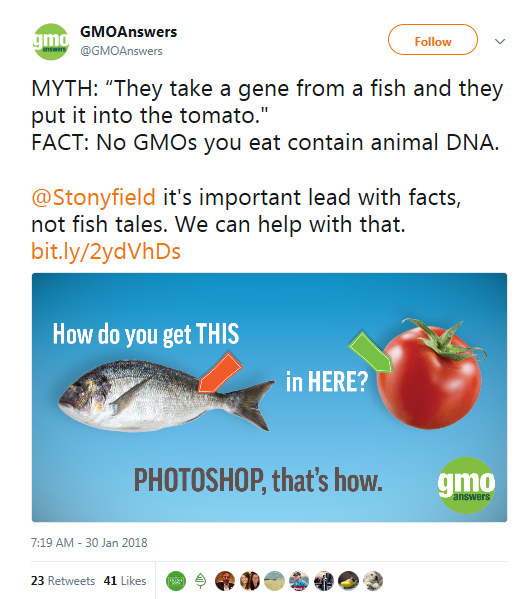 GMOAnswers
@GMOAnswers
Follow
gmo
answers
MYTH: “They take a gene from a fish and they
put it into the tomato."
FACT: No GMOs you eat contain animal DNA.
@Stonyfield it's important lead with facts,
not fish tales. We can help with that.
bit.ly/2ydVhDs
How do you get THIS
in HERE?
PHOTOSHOP, that's how.
gmo
answers
7:19 AM - 30 Jan 2018
23 Retweets 41 Likes